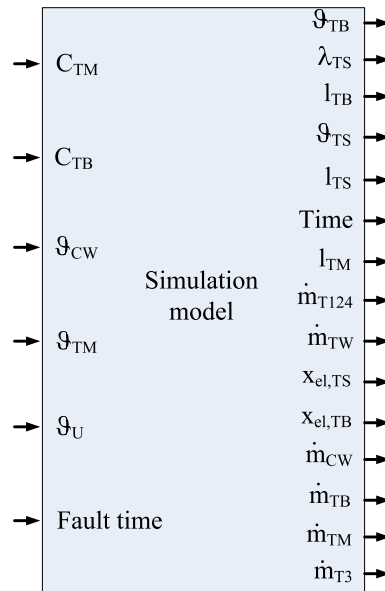 C_TM
C_TB
ϑ_CW
ϑ_TM
ϑ_U
Fault time
Simulation
model
ϑ_TB
λ_TS
l_TB
ϑ_TS
l_TS
Time
l_TM
ṁ_T124
ṁ_TW
x_el,TS
x_el,TB
ṁ_CW
ṁ_TB
ṁ_TM
ṁ_T3